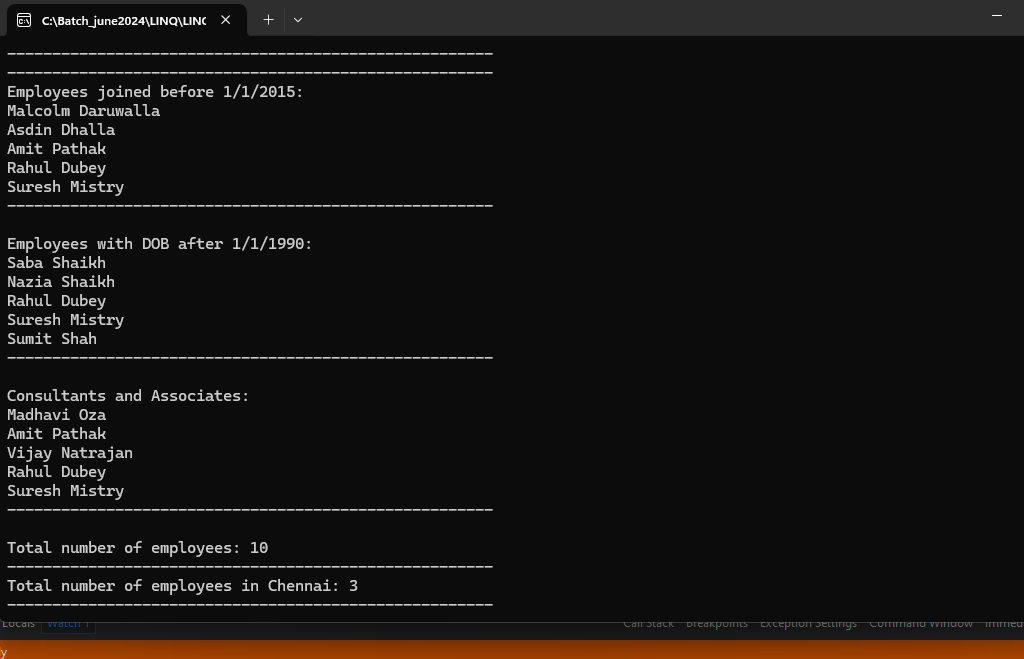 C:\Batch_june2024\LINQ\LINQ
------------------------------------------------------
------------------------------------------------------
Employees joined before 1/1/2015:
Malcolm Daruwalla
Asdin Dhalla
Amit Pathak
Rahul Dubey
Suresh Mistry
------------------------------------------------------
Employees with DOB after 1/1/1990:
Saba Shaikh
Nazia Shaikh
Rahul Dubey
Suresh Mistry
Sumit Shah
------------------------------------------------------
Consultants and Associates:
Madhavi Oza
Amit Pathak
Vijay Natrajan
Rahul Dubey
Suresh Mistry
------------------------------------------------------
Total number of employees: 10
------------------------------------------------------
Total number of employees in Chennai: 3
------------------------------------------------------
Locals Watch 1 Call Stack Breakpoints Exception Settings Command Window Immed
y